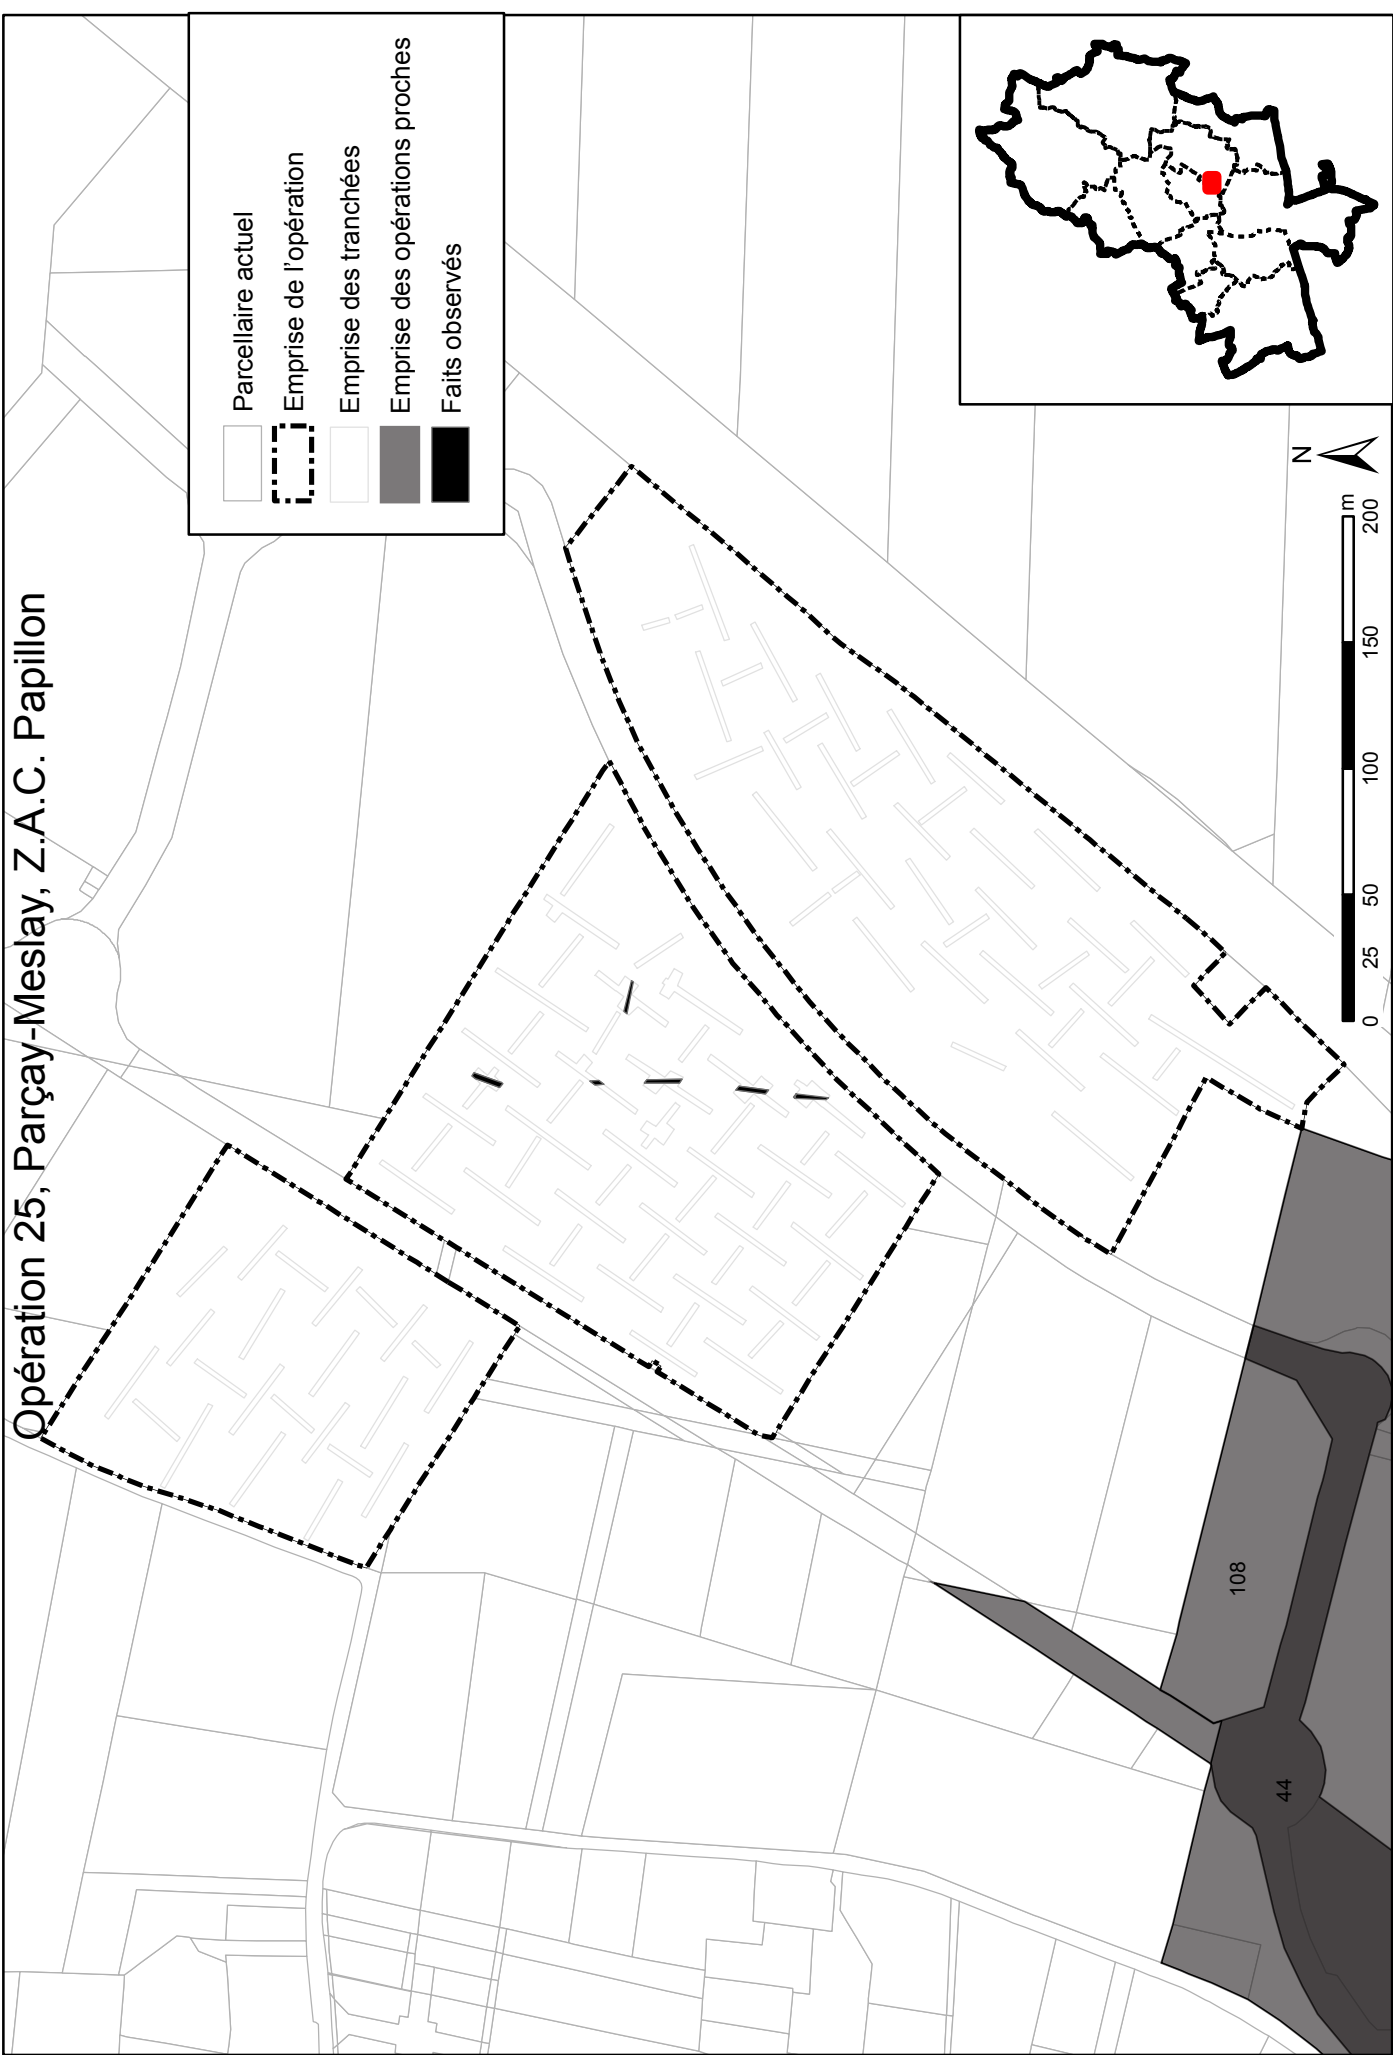 Opération 25, Parçay-Meslay, Z.A.C. Papillon
Parcellaire actuel
Emprise de l'opération
Emprise des tranchées
Emprise des opérations proches
Faits observés
N
0 25 50 100 150 200
m
108
44